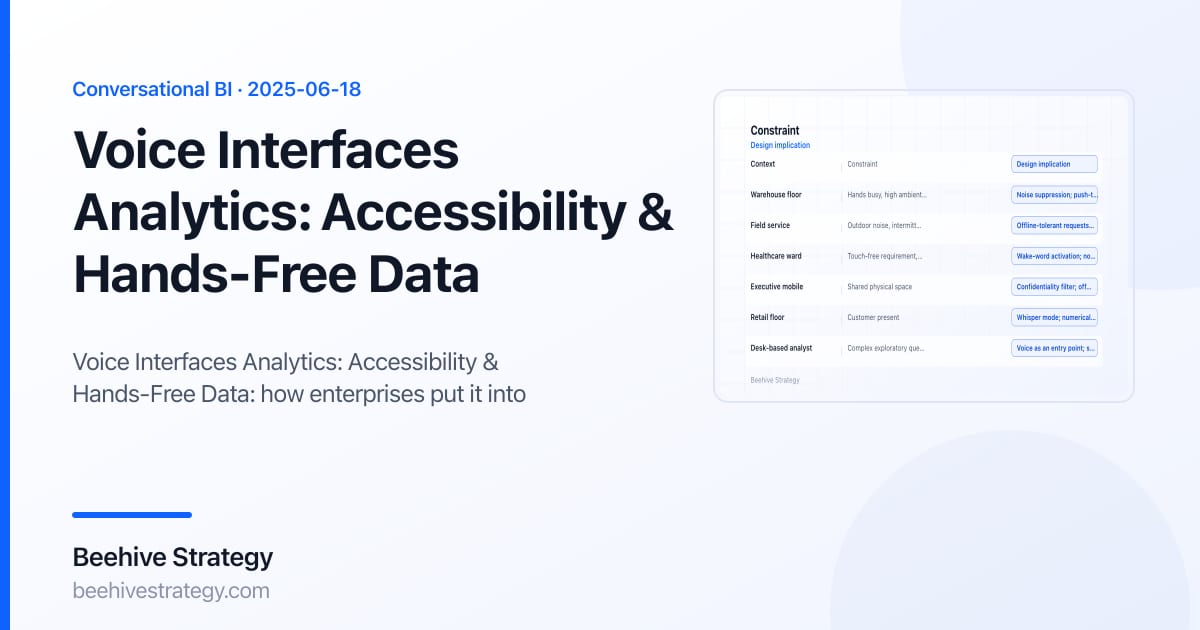 Conversational BI · 2025-06-18
Voice Interfaces
Analytics: Accessibility &
Hands-Free Data
Voice Interfaces Analytics: Accessibility &
Hands-Free Data: how enterprises put it into
Beehive Strategy
beehivestrategy.com
Constraint
Design implication
Context Constraint Design implication
Warehouse floor Hands busy, high ambient... Noise suppression; push-t...
Field service Outdoor noise, intermitt... Offline-tolerant requests...
Healthcare ward Touch-free requirement,... Wake-word activation; no...
Executive mobile Shared physical space Confidentiality filter; off...
Retail floor Customer present Whisper mode; numerical...
Desk-based analyst Complex exploratory que... Voice as an entry point; s...
Beehive Strategy